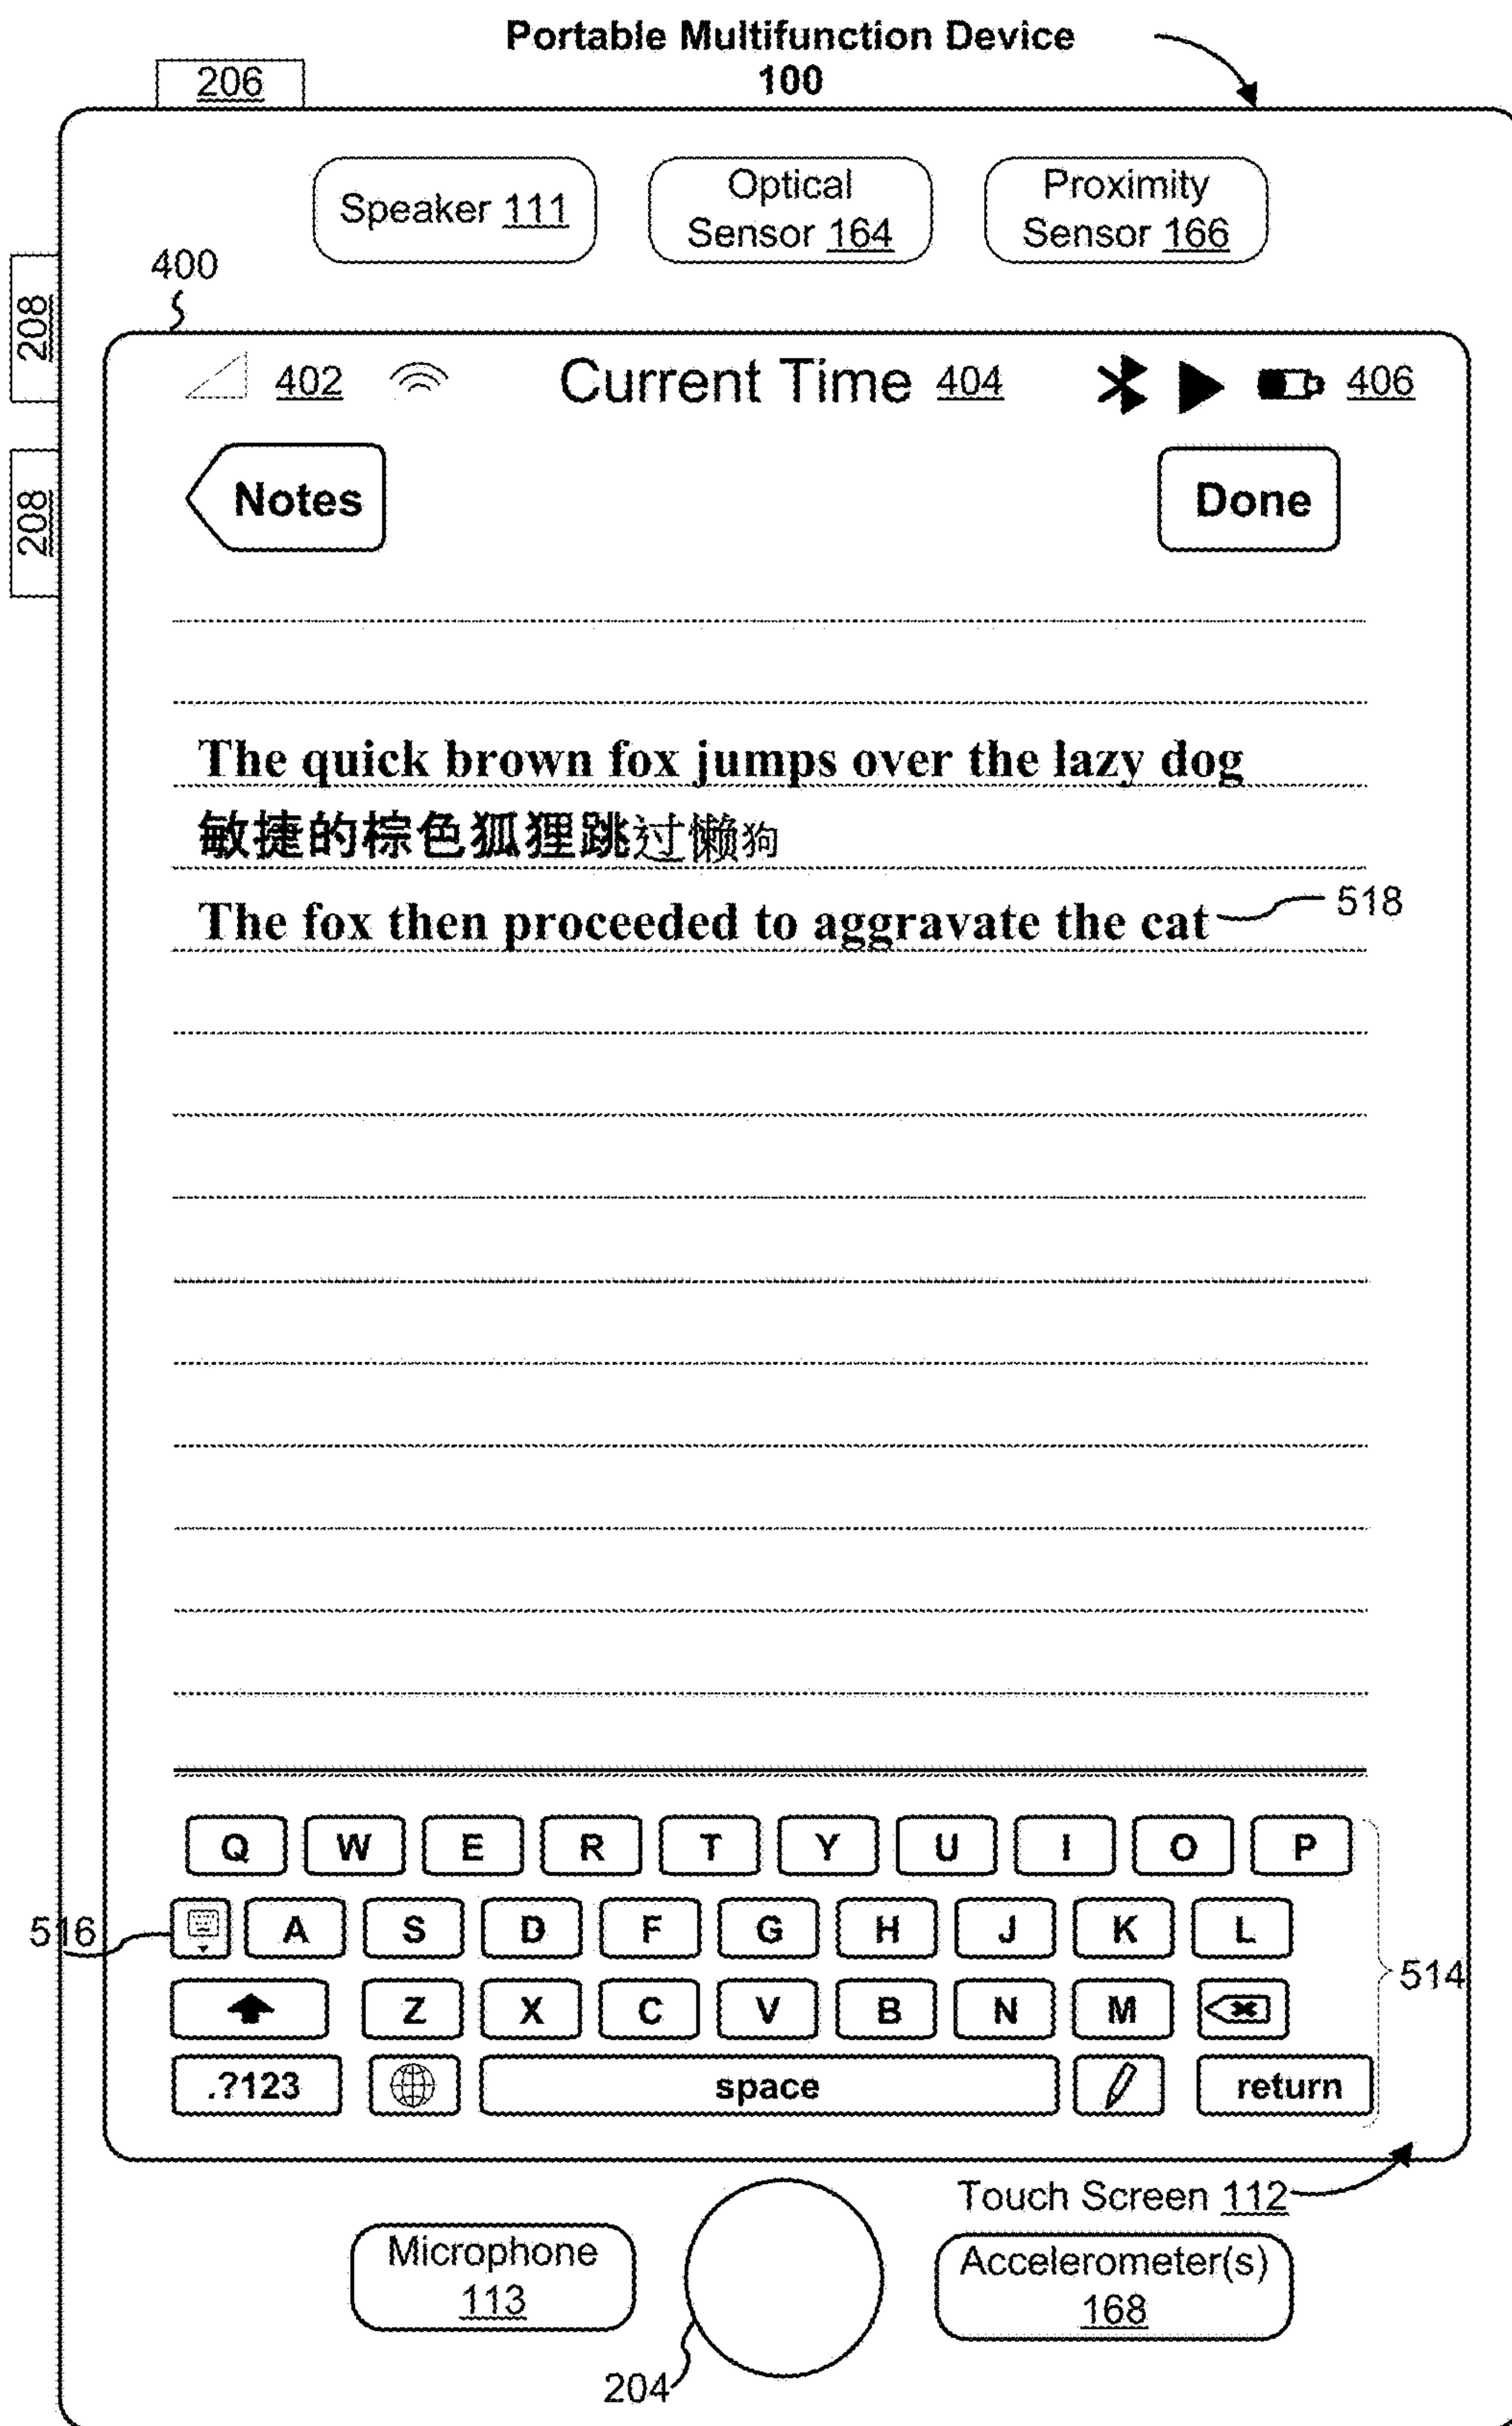 Portable Multifunction Device
100
206
Speaker 111
Optical
Sensor 164
Proximity
Sensor 166
208
208
400
402 Current Time 404 406
Notes Done
The quick brown fox jumps over the lazy dog
敏捷的棕色狐狸跳过懒狗
The fox then proceeded to aggravate the cat 518
Q W E R T Y U I O P
516 A S D F G H J K L
514
Z X C V B N M
.?123 space return
Touch Screen 112
Microphone
113
Accelerometer(s)
168
204